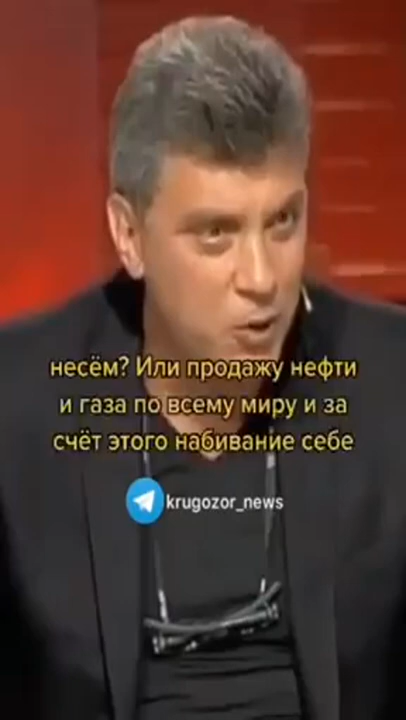 несём? Или продажу нефти
и газа по всему миру и за
счёт этого набивание себе
krugozor_news